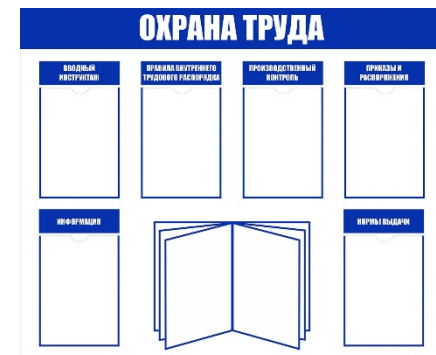 ОХРАНА ТРУДА
ВВОДНЫЙ
ИНСТРУКТАЖ
ПРАВИЛА ВНУТРЕННЕГО
ТРУДОВОГО РАСПОРЯДКА
ПРОИЗВОДСТВЕННЫЙ
КОНТРОЛЬ
ПРИКАЗЫ И
РАСПОРЯЖЕНИЯ
ИНФОРМАЦИЯ
НОРМЫ ВЫДАЧИ